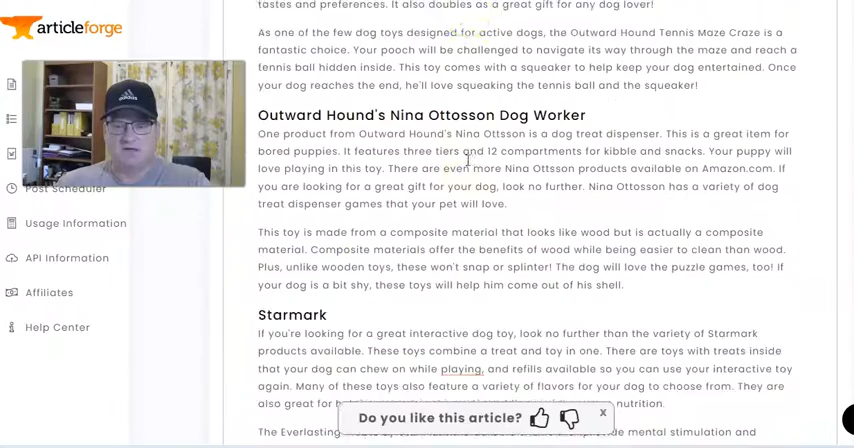 articleforge
Post Scheduler
Usage Information
API Information
Affiliates
Help Center
tastes and preferences. It also doubles as a great gift for any dog lover!
As one of the few dog toys designed for active dogs, the Outward Hound Tennis Maze Craze is a
fantastic choice. Your pooch will be challenged to navigate its way through the maze and reach a
tennis ball hidden inside. This toy comes with a squeaker to help keep your dog entertained. Once
your dog reaches the end, he'll love squeaking the tennis ball and the squeaker!
Outward Hound's Nina Ottosson Dog Worker
One product from Outward Hound's Nina Ottsson is a dog treat dispenser. This is a great item for
bored puppies. It features three tiers and 12 compartments for kibble and snacks. Your puppy will
love playing in this toy. There are even more Nina Ottsson products available on Amazon.com. If
you are looking for a great gift for your dog, look no further. Nina Ottosson has a variety of dog
treat dispenser games that your pet will love.
This toy is made from a composite material that looks like wood but is actually a composite
material. Composite materials offer the benefits of wood while being easier to clean than wood.
Plus, unlike wooden toys, these won't snap or splinter! The dog will love the puzzle games, too! If
your dog is a bit shy, these toys will help him come out of his shell.
Starmark
If you're looking for a great interactive dog toy, look no further than the variety of Starmark
products available. These toys combine a treat and toy in one. There are toys with treats inside
that your dog can chew on while playing, and refills available so you can use your interactive toy
again. Many of these toys also feature a variety of flavors for your dog to choose from. They are
also great for nutrition.
Do you like this article? x
The Everlasting mental stimulation and